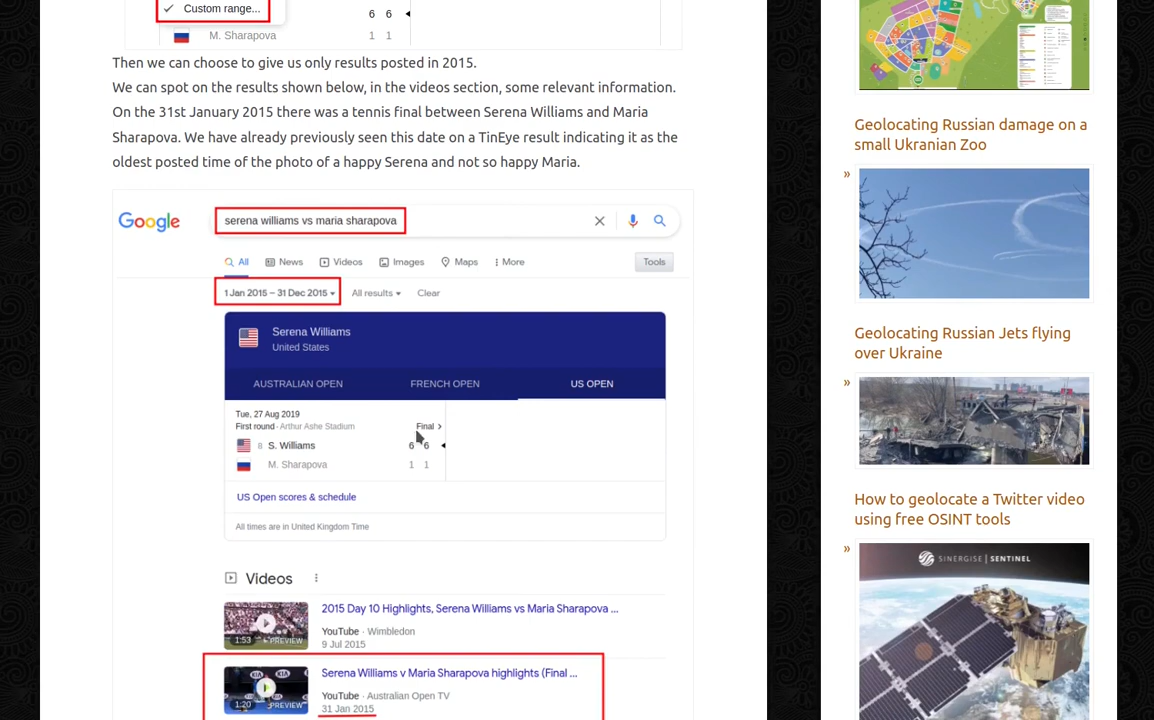 Custom range...
6 6
M. Sharapova 1 1
Then we can choose to give us only results posted in 2015.
We can spot on the results shown below, in the videos section, some relevant information.
On the 31st January 2015 there was a tennis final between Serena Williams and Maria
Sharapova. We have already previously seen this date on a TinEye result indicating it as the
oldest posted time of the photo of a happy Serena and not so happy Maria.
Google
serena williams vs maria sharapova
All News Videos Images Maps More Tools
1 Jan 2015 – 31 Dec 2015 All results Clear
Serena Williams
United States
AUSTRALIAN OPEN FRENCH OPEN US OPEN
Tue, 27 Aug 2019
First round · Arthur Ashe Stadium Final
8 S. Williams 6 6
M. Sharapova 1 1
US Open scores & schedule
All times are in United Kingdom Time
Videos
2015 Day 10 Highlights, Serena Williams vs Maria Sharapova ...
YouTube · Wimbledon
1:53 PREVIEW
9 Jul 2015
Serena Williams v Maria Sharapova highlights (Final ...
YouTube · Australian Open TV
1:20 PREVIEW
31 Jan 2015
Geolocating Russian damage on a
small Ukranian Zoo
»
Geolocating Russian Jets flying
over Ukraine
»
How to geolocate a Twitter video
using free OSINT tools
»
SINERGISE | SENTINEL